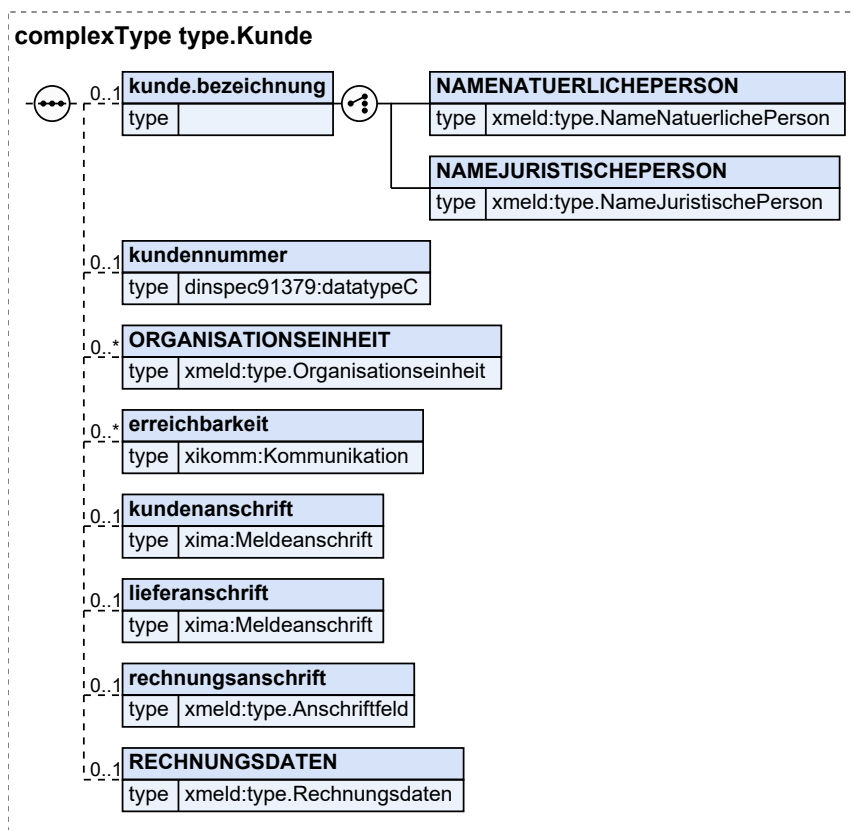 complexType type.Kunde
0..1 kunde.bezeichnung
type
NAMENATUERLICHEPERSON
type xmeld:type.NameNatuerlichePerson
NAMEJURISTISCHEPERSON
type xmeld:type.NameJuristischePerson
0..1 kundennummer
type dinspec91379:datatypeC
0..* ORGANISATIONSEINHEIT
type xmeld:type.Organisationseinheit
0..* erreichbarkeit
type xikomm:Kommunikation
0..1 kundenanschrift
type xima:Meldeanschrift
0..1 lieferanschrift
type xima:Meldeanschrift
0..1 rechnungsanschrift
type xmeld:type.Anschriftfeld
0..1 RECHNUNGSDATEN
type xmeld:type.Rechnungsdaten